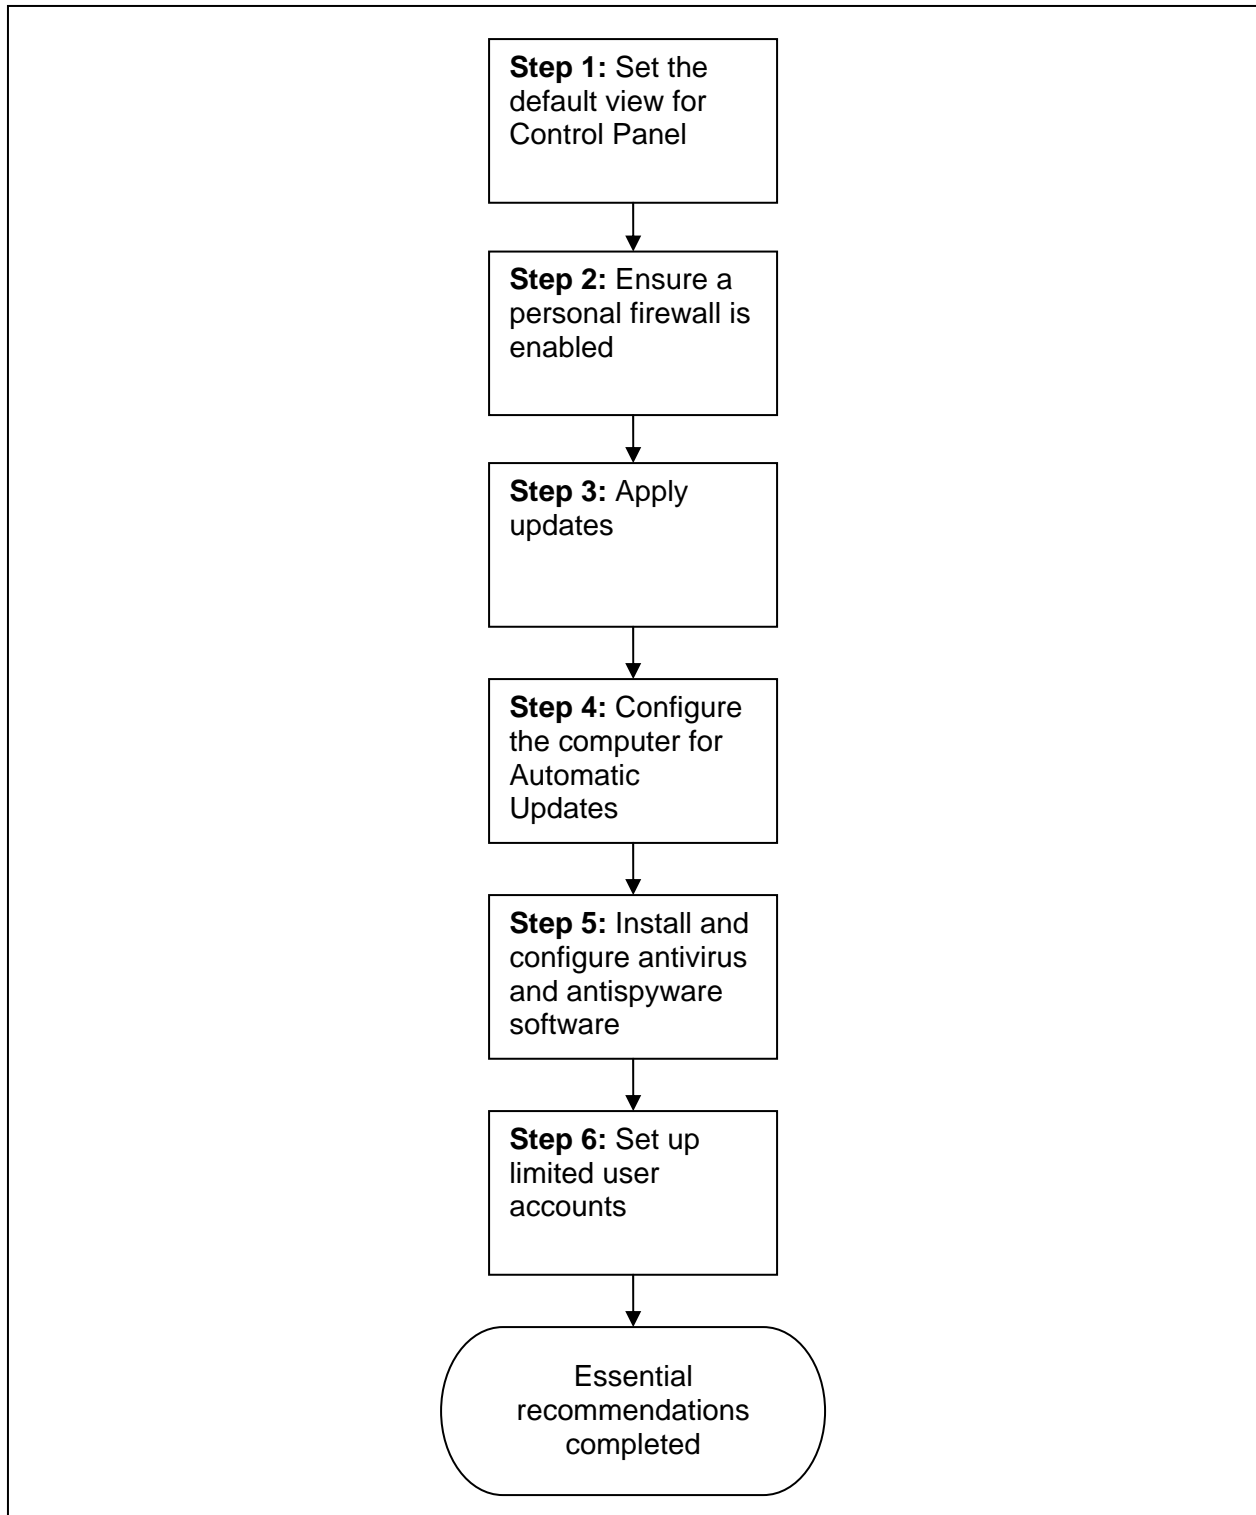 Step 1: Set the
default view for
Control Panel
Step 2: Ensure a
personal firewall is
enabled
Step 3: Apply
updates
Step 4: Configure
the computer for
Automatic
Updates
Step 5: Install and
configure antivirus
and antispyware
software
Step 6: Set up
limited user
accounts
Essential
recommendations
completed